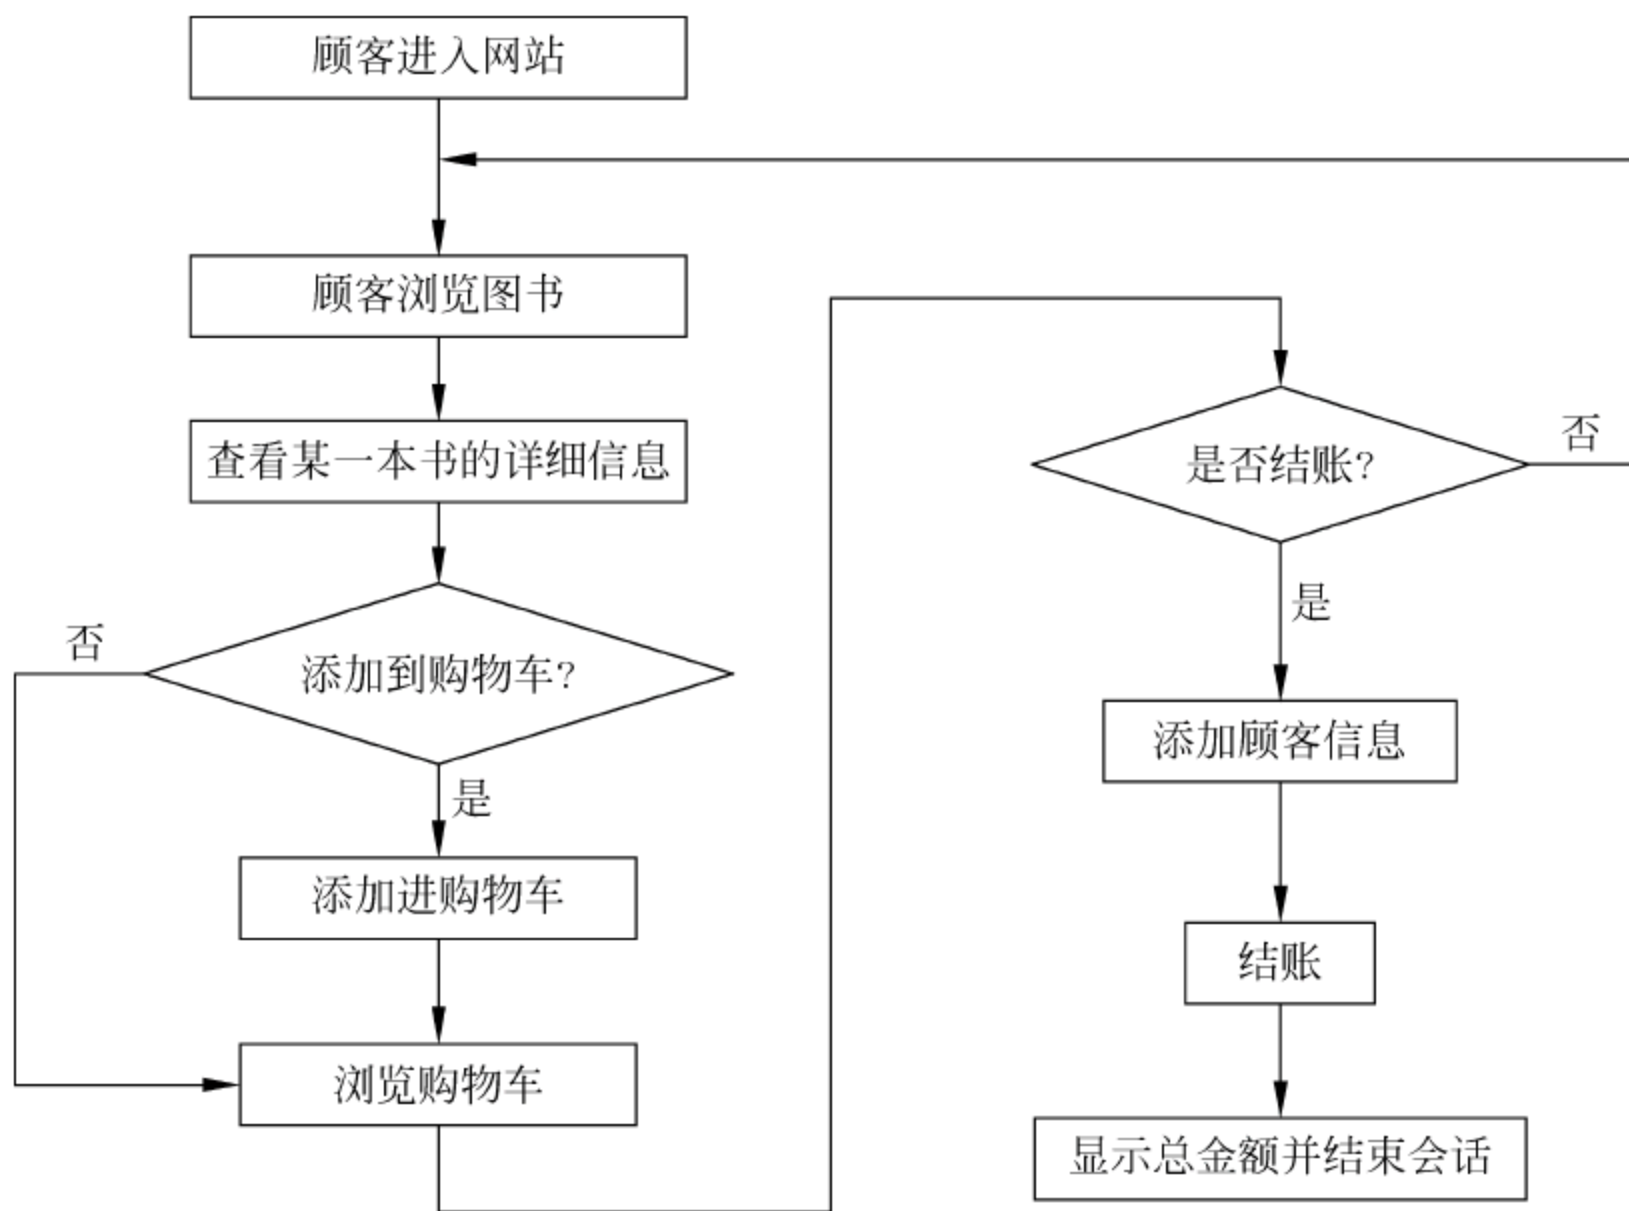 顾客进入网站
顾客浏览图书
查看某一本书的详细信息
否
添加到购物车?
是
添加进购物车
浏览购物车
是否结账?
否
是
添加顾客信息
结账
显示总金额并结束会话